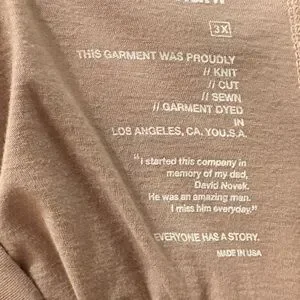 3X
THIS GARMENT WAS PROUDLY
// KNIT
// CUT
// SEWN
// GARMENT DYED
IN
LOS ANGELES, CA. YOU.S.A.
"I started this company in
memory of my dad,
David Novak.
He was an amazing man.
I miss him everyday."
EVERYONE HAS A STORY.
MADE IN USA